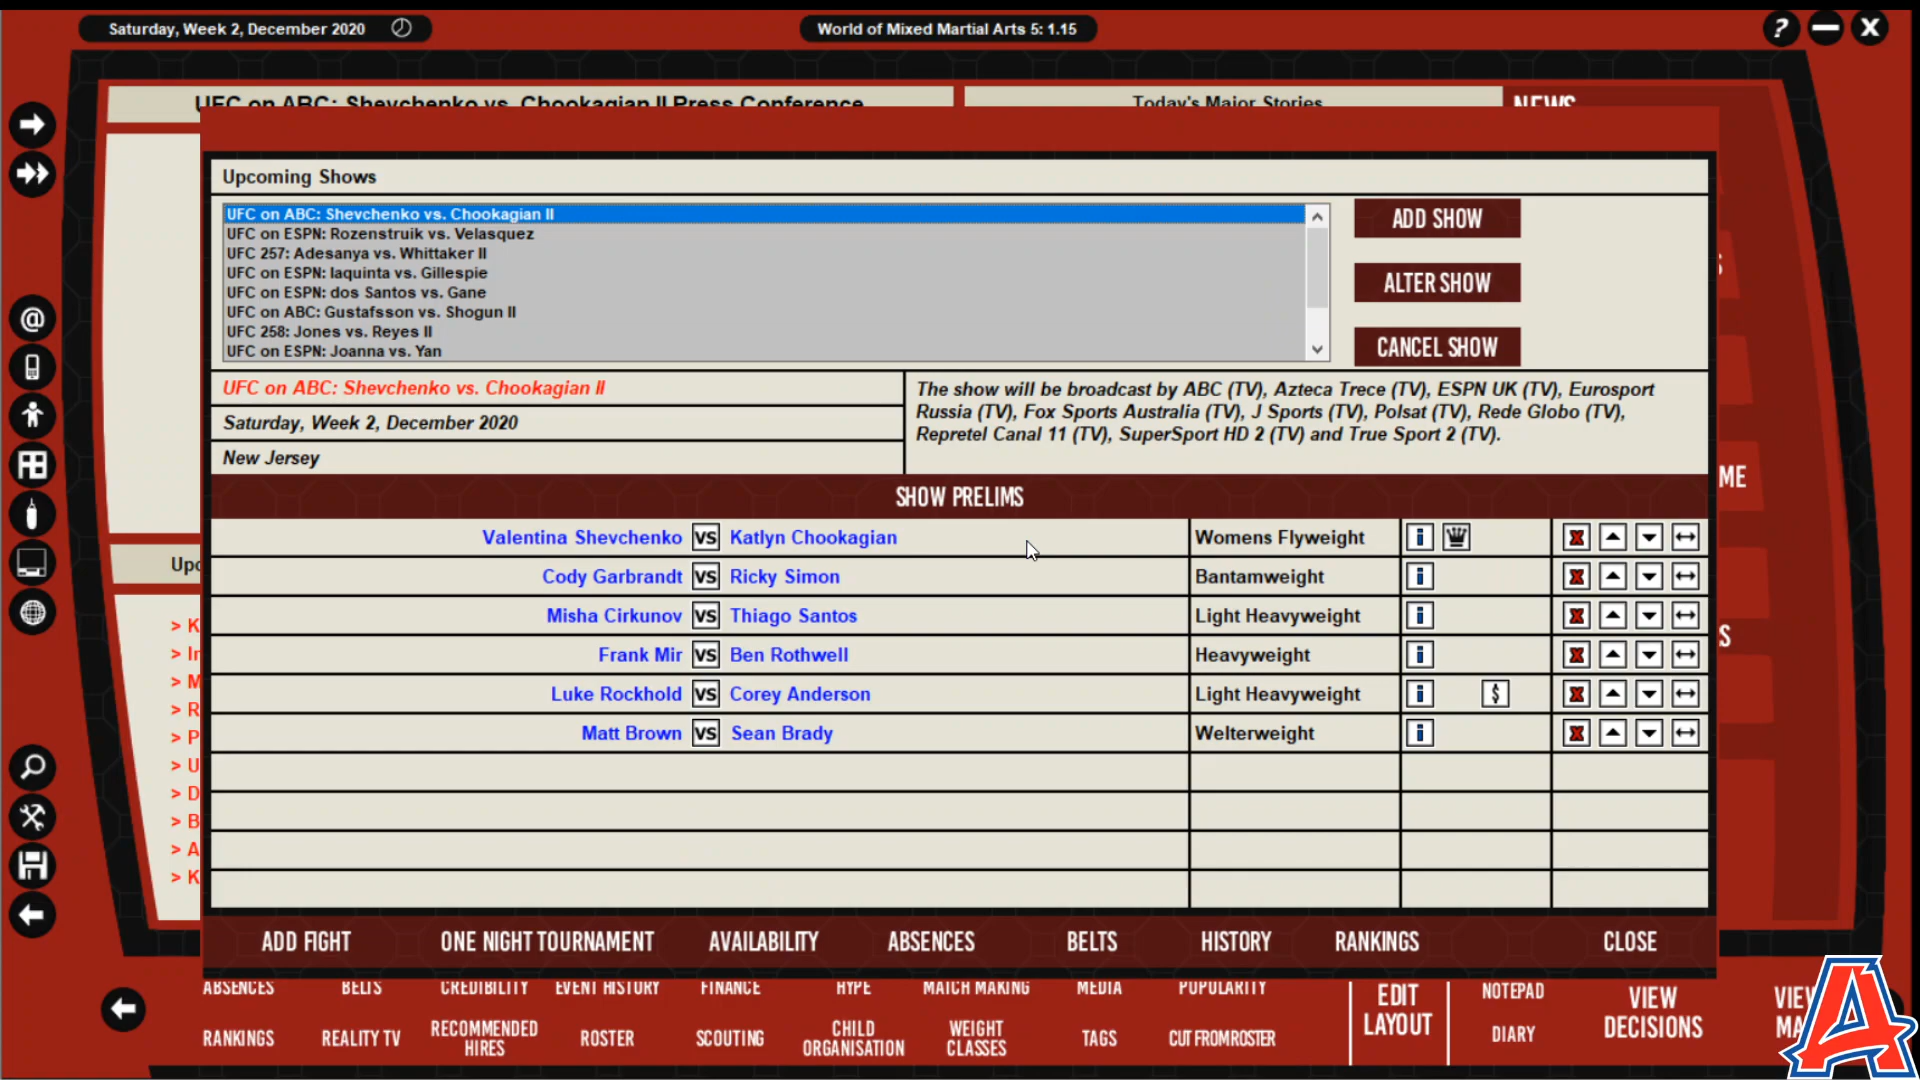 Saturday, Week 2, December 2020
World of Mixed Martial Arts 5: 1.15
?
X
UFC on ABC: Shevchenko vs. Chookagian II Press Conference
Today's Major Stories
NEWS
Upcoming Shows
UFC on ABC: Shevchenko vs. Chookagian II
UFC on ESPN: Rozenstruik vs. Velasquez
UFC 257: Adesanya vs. Whittaker II
UFC on ESPN: Iaquinta vs. Gillespie
UFC on ESPN: dos Santos vs. Gane
UFC on ABC: Gustafsson vs. Shogun II
UFC 258: Jones vs. Reyes II
UFC on ESPN: Joanna vs. Yan
ADD SHOW
ALTER SHOW
CANCEL SHOW
UFC on ABC: Shevchenko vs. Chookagian II
Saturday, Week 2, December 2020
New Jersey
The show will be broadcast by ABC (TV), Azteca Trece (TV), ESPN UK (TV), Eurosport
Russia (TV), Fox Sports Australia (TV), J Sports (TV), Polsat (TV), Rede Globo (TV),
Repretel Canal 11 (TV), SuperSport HD 2 (TV) and True Sport 2 (TV).
SHOW PRELIMS
Valentina Shevchenko VS Katlyn Chookagian Womens Flyweight i X
Cody Garbrandt VS Ricky Simon Bantamweight i X
Misha Cirkunov VS Thiago Santos Light Heavyweight i X
Frank Mir VS Ben Rothwell Heavyweight i X
Luke Rockhold VS Corey Anderson Light Heavyweight i $ X
Matt Brown VS Sean Brady Welterweight i X
@
ME
S
Upc
> K
> In
> M
> R
> P
> U
> D
> B
> A
> K
ADD FIGHT ONE NIGHT TOURNAMENT AVAILABILITY ABSENCES BELTS HISTORY RANKINGS CLOSE
ABSENCES BELTS CREDIBILITY EVENT HISTORY FINANCE HYPE MATCH MAKING MEDIA POPULARITY
RANKINGS REALITY TV RECOMMENDED HIRES ROSTER SCOUTING CHILD ORGANISATION WEIGHT CLASSES TAGS CUT FROM ROSTER
EDIT LAYOUT
NOTEPAD
DIARY
VIEW DECISIONS
VIEW
MA
A